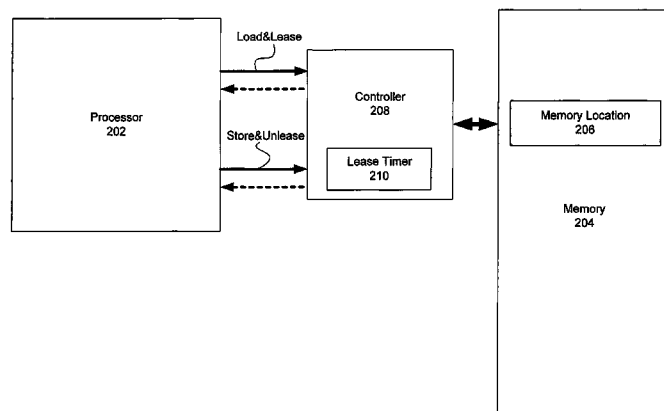 Load&Lease
Processor
202
Store&Unlease
Controller
208
Lease Timer
210
Memory Location
206
Memory
204